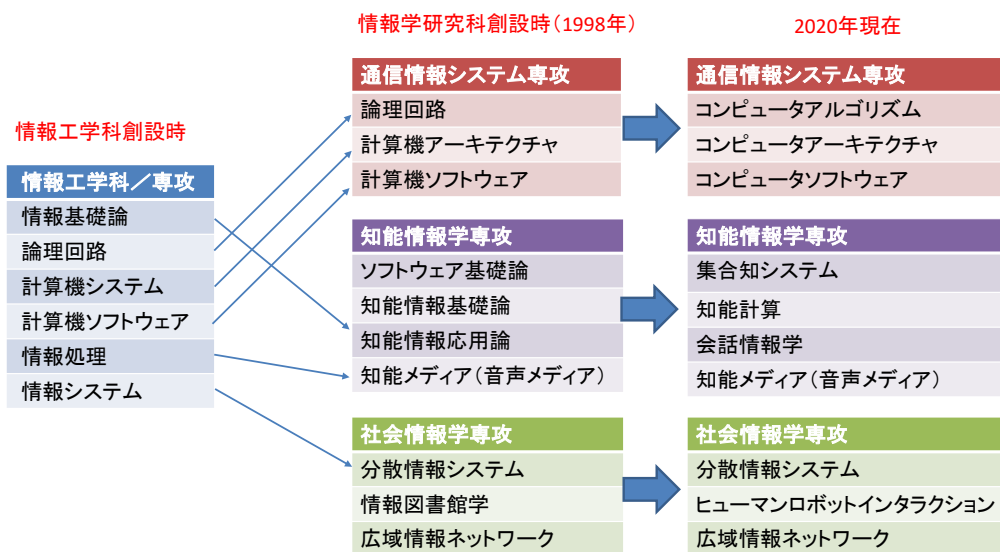 情報工学科創設時
情報工学科／専攻
情報基礎論
論理回路
計算機システム
計算機ソフトウェア
情報処理
情報システム
情報学研究科創設時（1998年）
通信情報システム専攻
論理回路
計算機アーキテクチャ
計算機ソフトウェア
知能情報学専攻
ソフトウェア基礎論
知能情報基礎論
知能情報応用論
知能メディア（音声メディア）
社会情報学専攻
分散情報システム
情報図書館学
広域情報ネットワーク
2020年現在
通信情報システム専攻
コンピュータアルゴリズム
コンピュータアーキテクチャ
コンピュータソフトウェア
知能情報学専攻
集合知システム
知能計算
会話情報学
知能メディア（音声メディア）
社会情報学専攻
分散情報システム
ヒューマンロボットインタラクション
広域情報ネットワーク